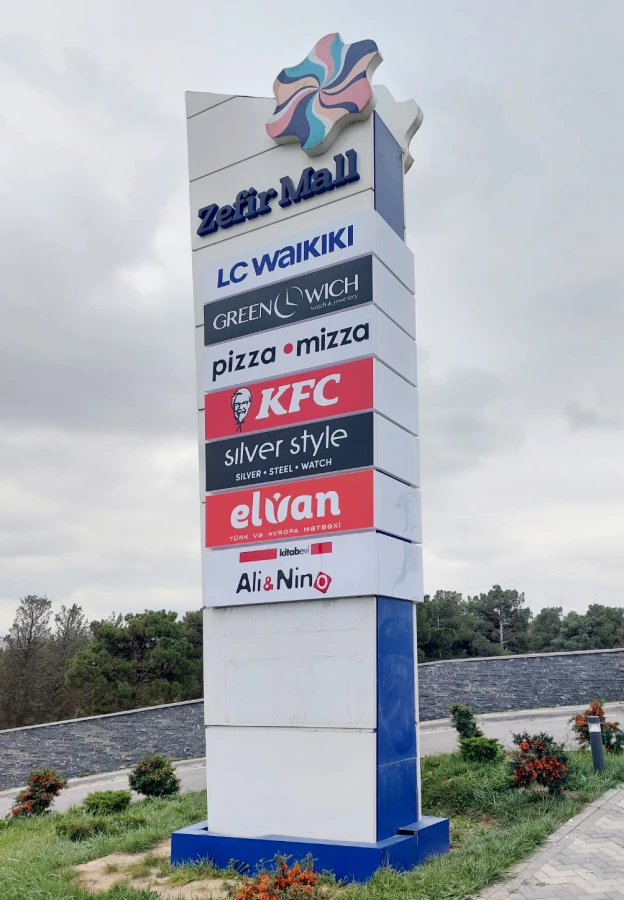 Zefir Mall
LC WAIKIKI
GREENWICH
watch & jewellery
pizza • mizza
KFC
sılver style
SILVER • STEEL • WATCH
elvan
TÜRK VƏ AVROPA MƏTBƏXİ
kitabevi
Ali & Nino